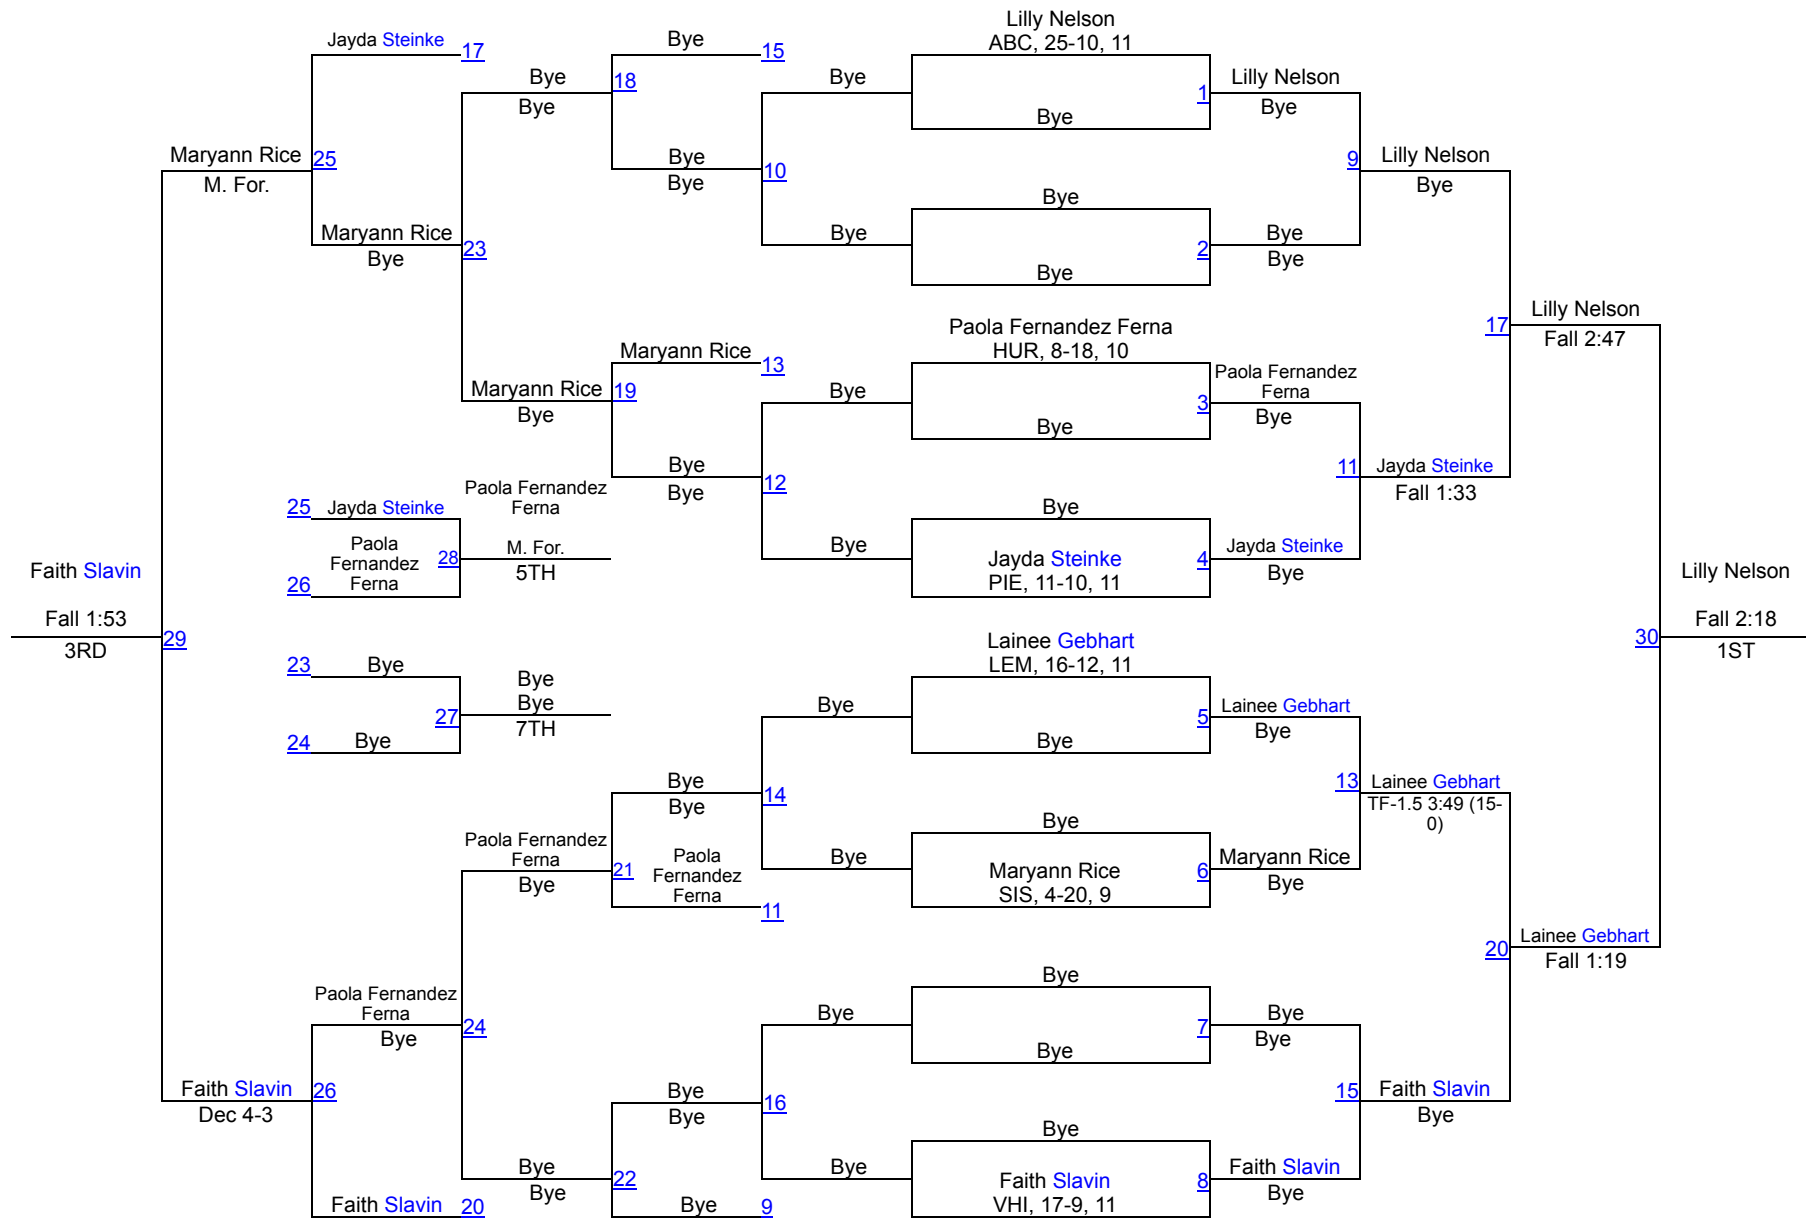 Lilly Nelson
ABC, 25-10, 11
Jayda Steinke
17
Bye
15
Bye
18
Bye
Bye
Lilly Nelson
1
Bye
Bye
Maryann Rice
25
M. For.
Bye
10
Bye
9
Lilly Nelson
Bye
Bye
Maryann Rice
23
Bye
Bye
2
Bye
Bye
Bye
Paola Fernandez Ferna
HUR, 8-18, 10
17
Lilly Nelson
Fall 2:47
Maryann Rice
13
Maryann Rice
19
Bye
Bye
Paola Fernandez
Ferna
3
Bye
Bye
Bye
12
Bye
11
Jayda Steinke
Fall 1:33
25
Jayda Steinke
Paola Fernandez
Ferna
Bye
Paola
Fernandez
Ferna
28
M. For.
5TH
26
Bye
Jayda Steinke
PIE, 11-10, 11
4
Jayda Steinke
Bye
Faith Slavin
Fall 1:53
29
3RD
Lilly Nelson
Fall 2:18
30
1ST
Lainee Gebhart
LEM, 16-12, 11
23
Bye
Bye
Bye
27
7TH
24
Bye
Bye
5
Lainee Gebhart
Bye
Bye
Bye
14
Bye
13
Lainee Gebhart
TF-1.5 3:49 (15-
0)
Bye
Paola Fernandez
Ferna
21
Bye
Paola
Fernandez
Ferna
11
Bye
Maryann Rice
SIS, 4-20, 9
6
Maryann Rice
Bye
20
Lainee Gebhart
Fall 1:19
Bye
Paola Fernandez
Ferna
24
Bye
Bye
7
Bye
Bye
Bye
Faith Slavin
26
Dec 4-3
Bye
16
Bye
15
Faith Slavin
Bye
Bye
Bye
22
Bye
Bye
Faith Slavin
VHI, 17-9, 11
8
Faith Slavin
Bye
Faith Slavin
20
Bye
9